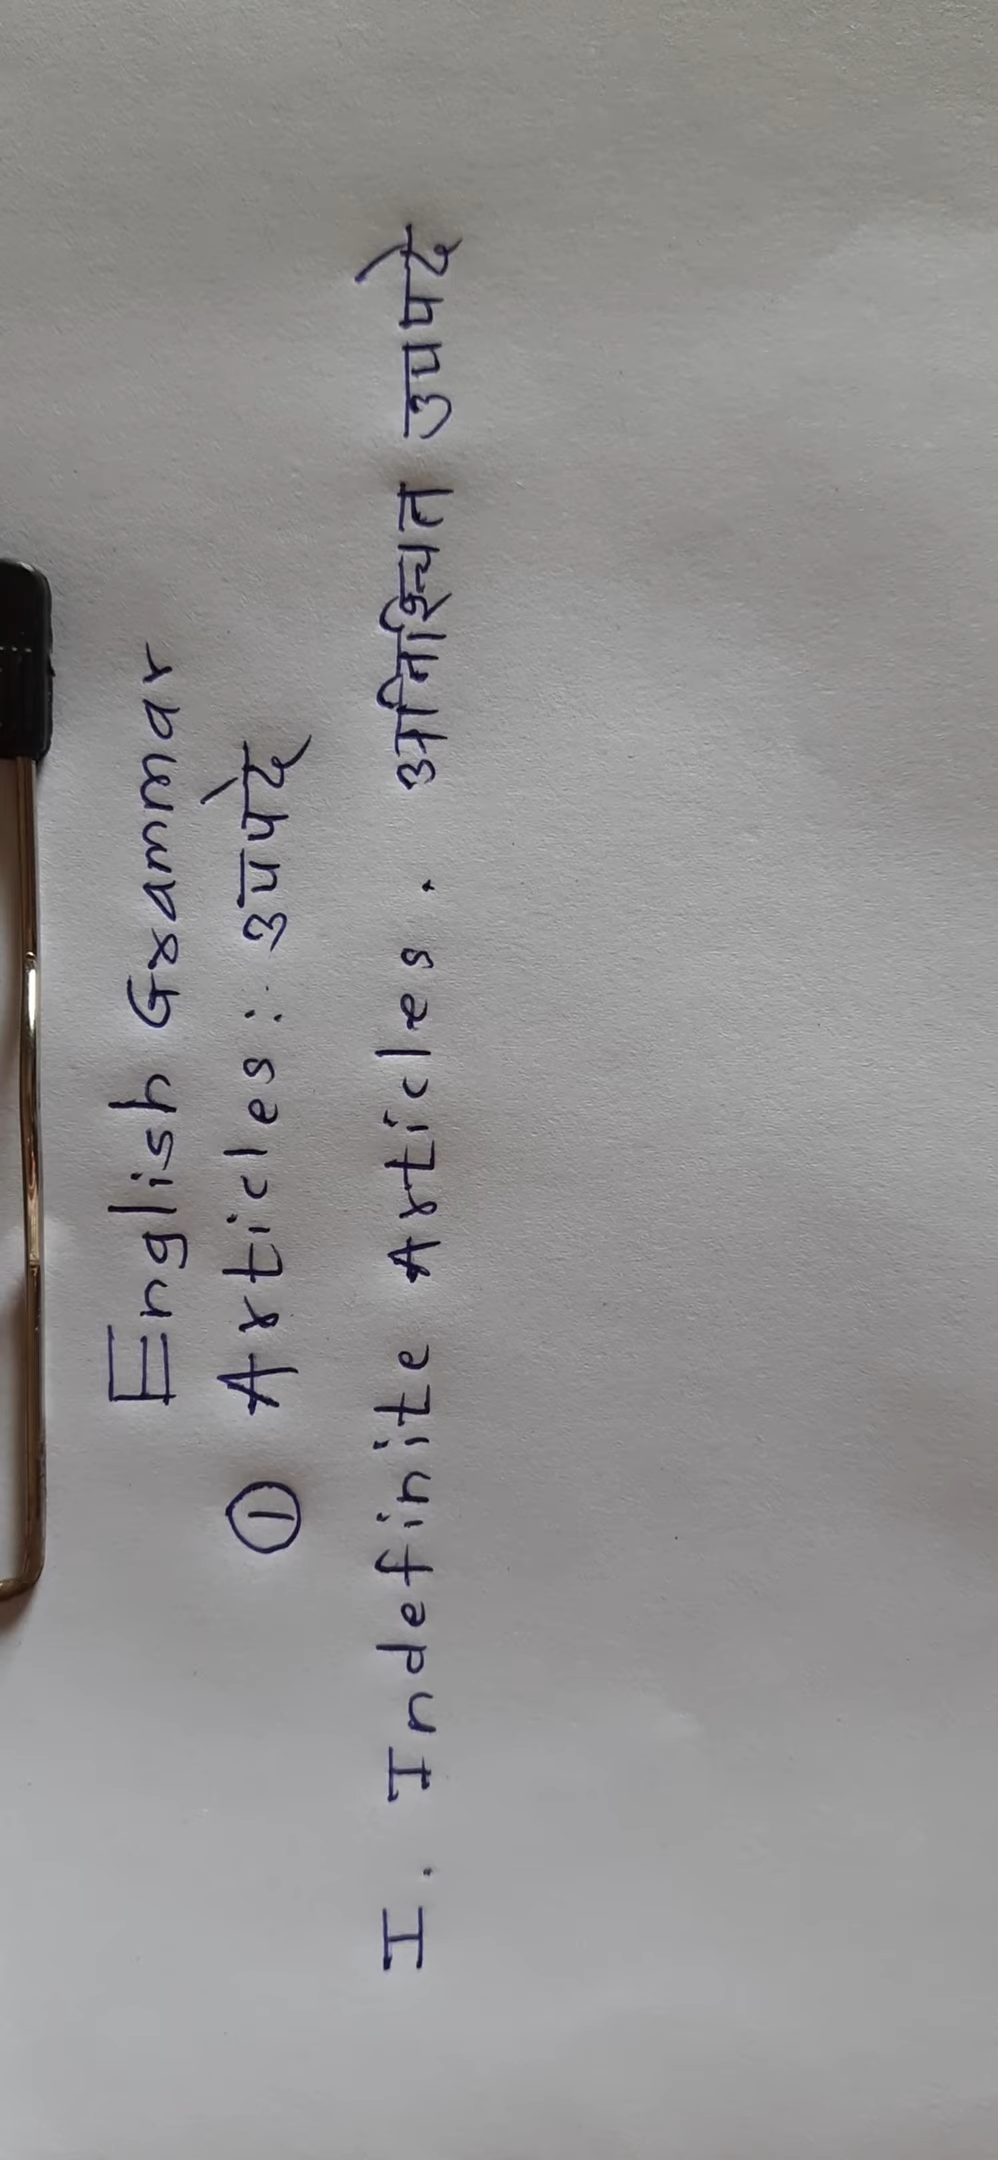 English Grammar
① Articles : उपपदे
I. Indefinite Articles. अनिश्चित उपपदे